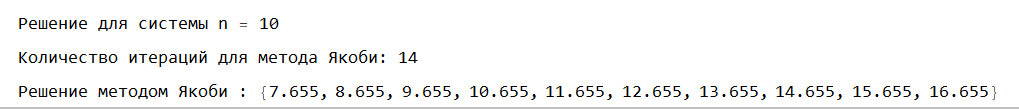 Решение для системы n = 10
Количество итераций для метода Якоби: 14
Решение методом Якоби : {7.655, 8.655, 9.655, 10.655, 11.655, 12.655, 13.655, 14.655, 15.655, 16.655}